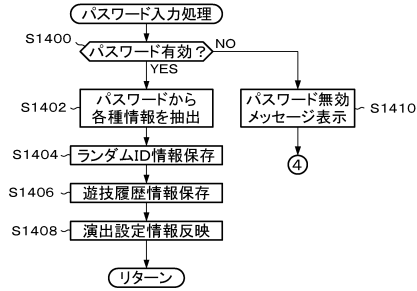 パスワード入力処理
S1400
パスワード有効？
NO
YES
S1402
パスワードから
各種情報を抽出
パスワード無効
メッセージ表示
S1410
S1404
ランダムID情報保存
④
S1406
遊技履歴情報保存
S1408
演出設定情報反映
リターン